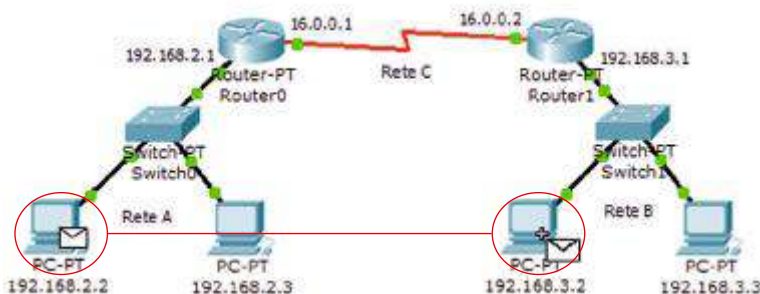 16.0.0.1
16.0.0.2
192.168.2.1
Router-PT
Router0
Rete C
Router-PT
Router1
192.168.3.1
Switch-PT
Switch0
Switch-PT
Switch1
Rete A
Rete B
PC-PT
192.168.2.2
PC-PT
192.168.2.3
PC-PT
192.168.3.2
PC-PT
192.168.3.3